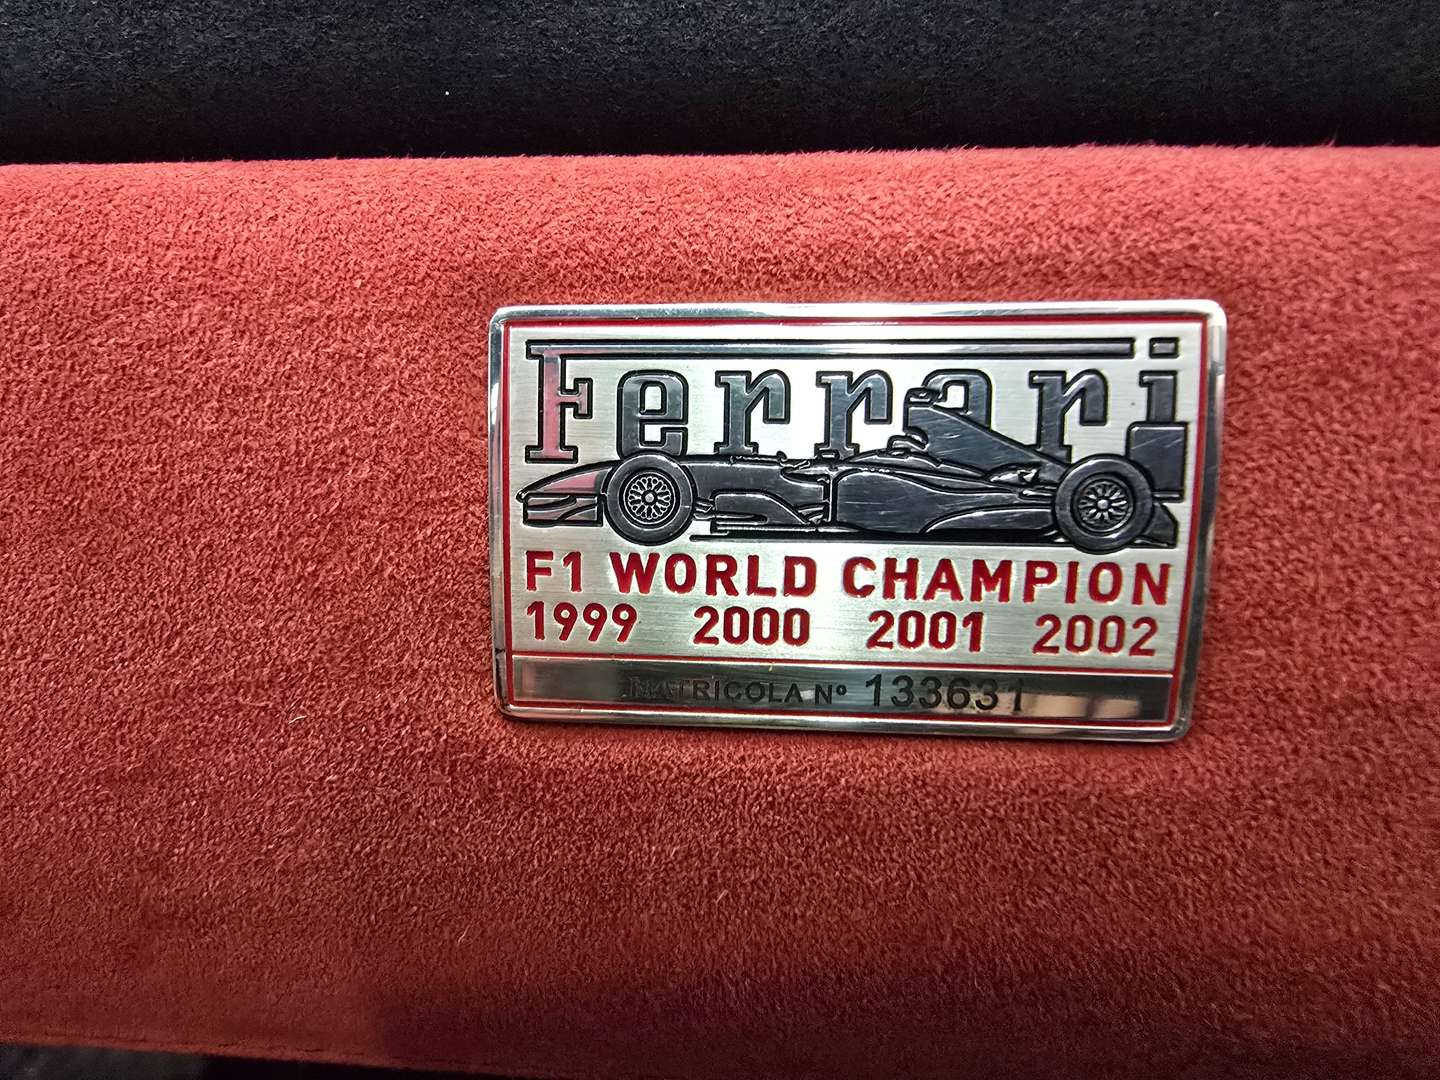 Ferrari
F1 WORLD CHAMPION
1999 2000 2001 2002
MATRICOLA Nº 133631